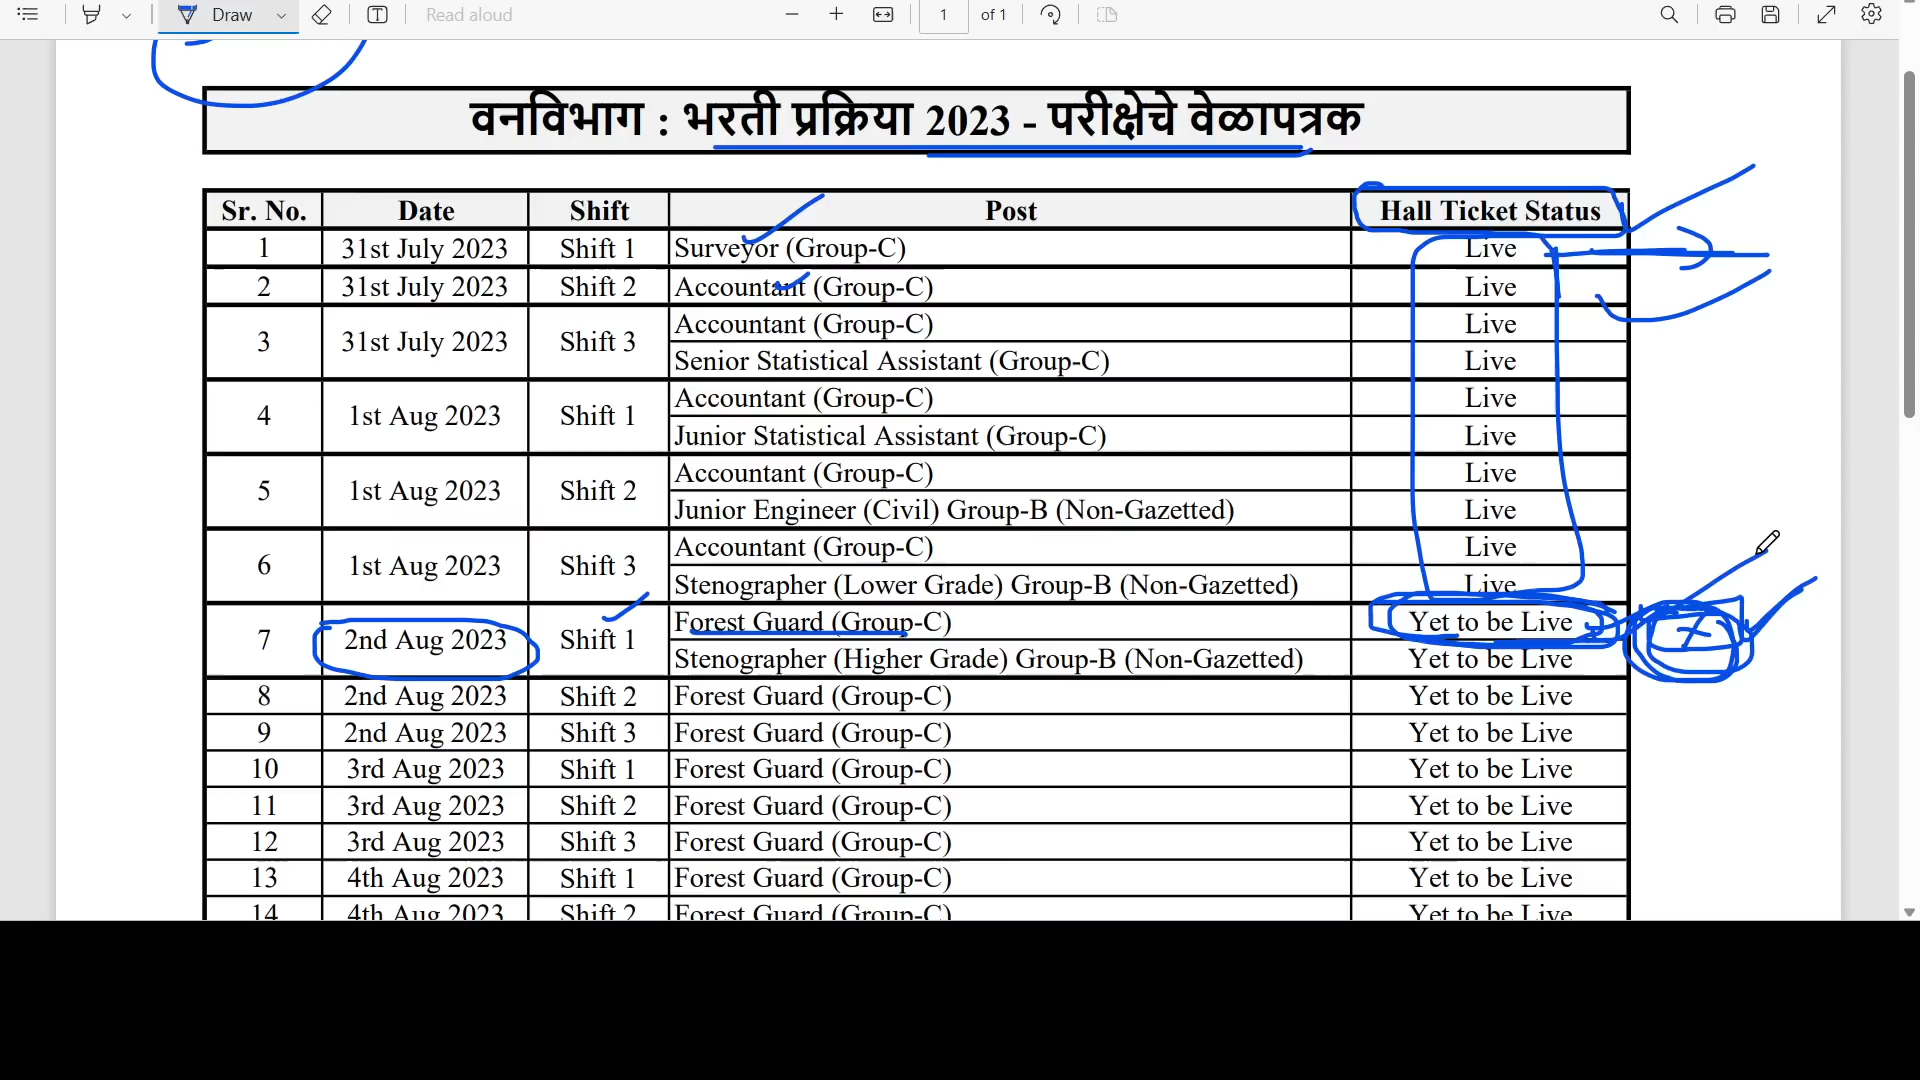 Draw
Read aloud
1 of 1
वनविभाग : भरती प्रक्रिया 2023 - परीक्षेचे वेळापत्रक
Sr. No. Date Shift Post Hall Ticket Status
1 31st July 2023 Shift 1 Surveyor (Group-C) Live
2 31st July 2023 Shift 2 Accountant (Group-C) Live
3 31st July 2023 Shift 3 Accountant (Group-C) Live
Senior Statistical Assistant (Group-C) Live
4 1st Aug 2023 Shift 1 Accountant (Group-C) Live
Junior Statistical Assistant (Group-C) Live
5 1st Aug 2023 Shift 2 Accountant (Group-C) Live
Junior Engineer (Civil) Group-B (Non-Gazetted) Live
6 1st Aug 2023 Shift 3 Accountant (Group-C) Live
Stenographer (Lower Grade) Group-B (Non-Gazetted) Live
7 2nd Aug 2023 Shift 1 Forest Guard (Group-C) Yet to be Live
Stenographer (Higher Grade) Group-B (Non-Gazetted) Yet to be Live
8 2nd Aug 2023 Shift 2 Forest Guard (Group-C) Yet to be Live
9 2nd Aug 2023 Shift 3 Forest Guard (Group-C) Yet to be Live
10 3rd Aug 2023 Shift 1 Forest Guard (Group-C) Yet to be Live
11 3rd Aug 2023 Shift 2 Forest Guard (Group-C) Yet to be Live
12 3rd Aug 2023 Shift 3 Forest Guard (Group-C) Yet to be Live
13 4th Aug 2023 Shift 1 Forest Guard (Group-C) Yet to be Live
14 4th Aug 2023 Shift 2 Forest Guard (Group-C) Yet to be Live